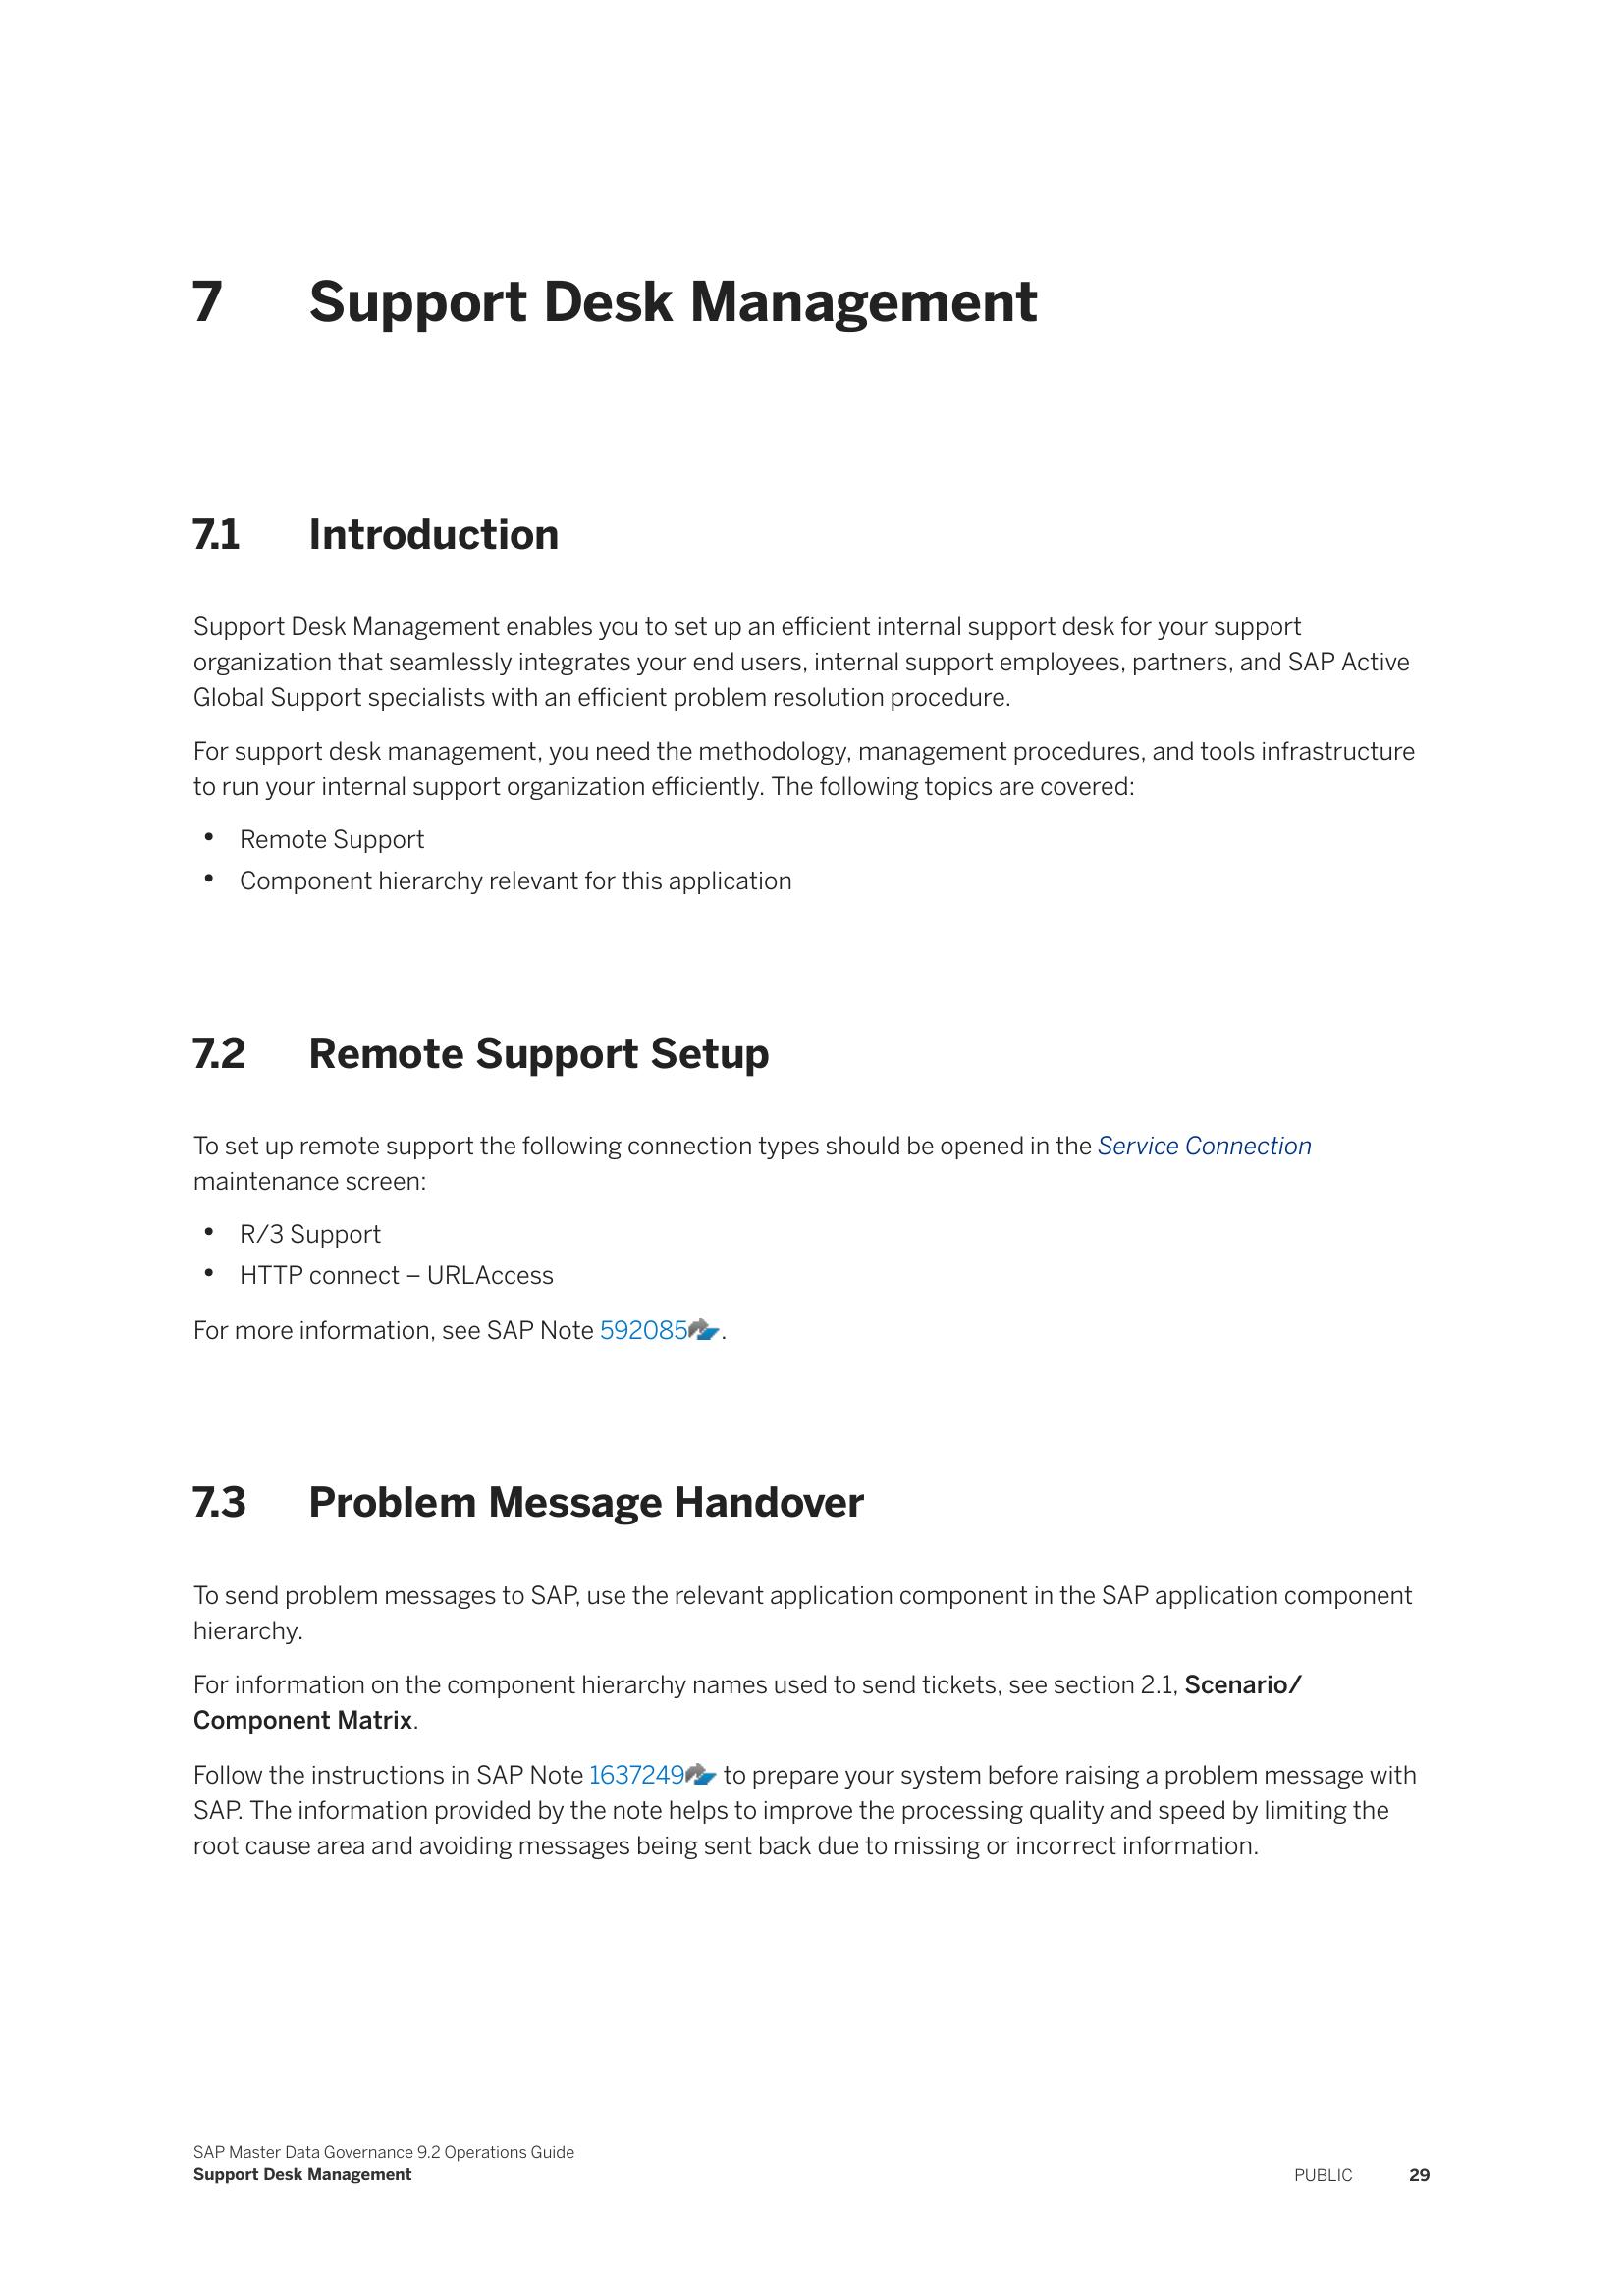 7 Support Desk Management
7.1 Introduction
Support Desk Management enables you to set up an efficient internal support desk for your support
organization that seamlessly integrates your end users, internal support employees, partners, and SAP Active
Global Support specialists with an efficient problem resolution procedure.
For support desk management, you need the methodology, management procedures, and tools infrastructure
to run your internal support organization efficiently. The following topics are covered:
• Remote Support
• Component hierarchy relevant for this application
7.2 Remote Support Setup
To set up remote support the following connection types should be opened in the Service Connection
maintenance screen:
• R/3 Support
• HTTP connect – URLAccess
For more information, see SAP Note 592085.
7.3 Problem Message Handover
To send problem messages to SAP, use the relevant application component in the SAP application component
hierarchy.
For information on the component hierarchy names used to send tickets, see section 2.1, Scenario/
Component Matrix.
Follow the instructions in SAP Note 1637249 to prepare your system before raising a problem message with
SAP. The information provided by the note helps to improve the processing quality and speed by limiting the
root cause area and avoiding messages being sent back due to missing or incorrect information.
SAP Master Data Governance 9.2 Operations Guide
Support Desk Management PUBLIC 29